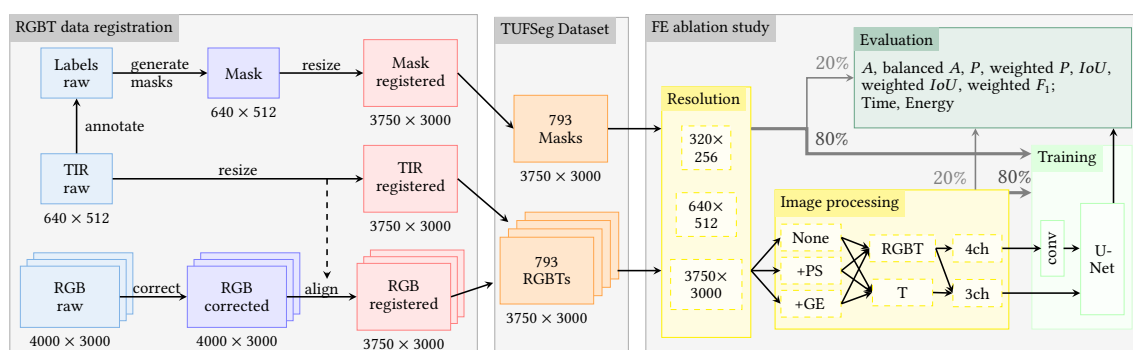 RGBT data registration
Labels
raw
generate
masks
Mask
640 × 512
resize
Mask
registered
3750 × 3000
annotate
TIR
raw
640 × 512
resize
TIR
registered
3750 × 3000
RGB
raw
4000 × 3000
correct
RGB
corrected
4000 × 3000
align
RGB
registered
3750 × 3000
TUFSeg Dataset
793
Masks
3750 × 3000
793
RGBTs
3750 × 3000
FE ablation study
Resolution
320×
256
640×
512
3750×
3000
20%
80%
Evaluation
A, balanced A, P, weighted P, IoU,
weighted IoU, weighted F₁;
Time, Energy
20%
80%
Image processing
None
+PS
+GE
RGBT
T
4ch
3ch
Training
conv
U-
Net